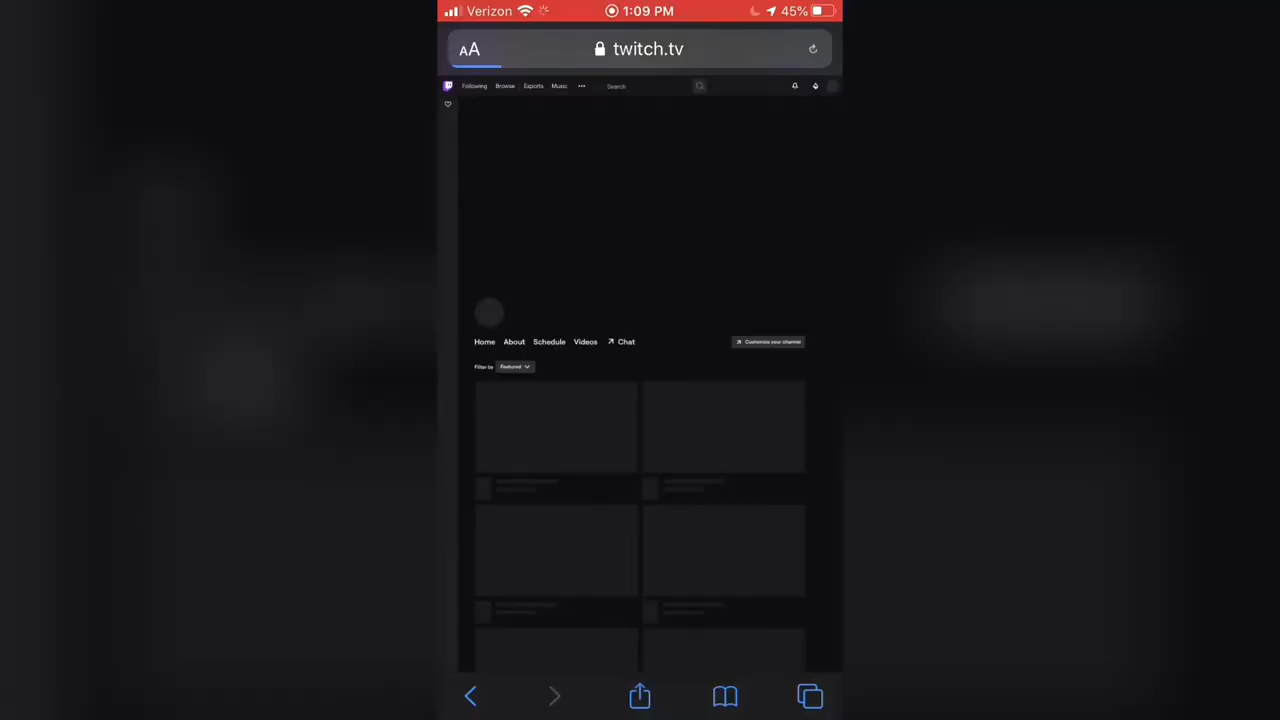 Verizon 1:09 PM 45%
AA twitch.tv
Following Browse Esports Music ••• Search
Home About Schedule Videos Chat Customize your channel
Filter by Featured